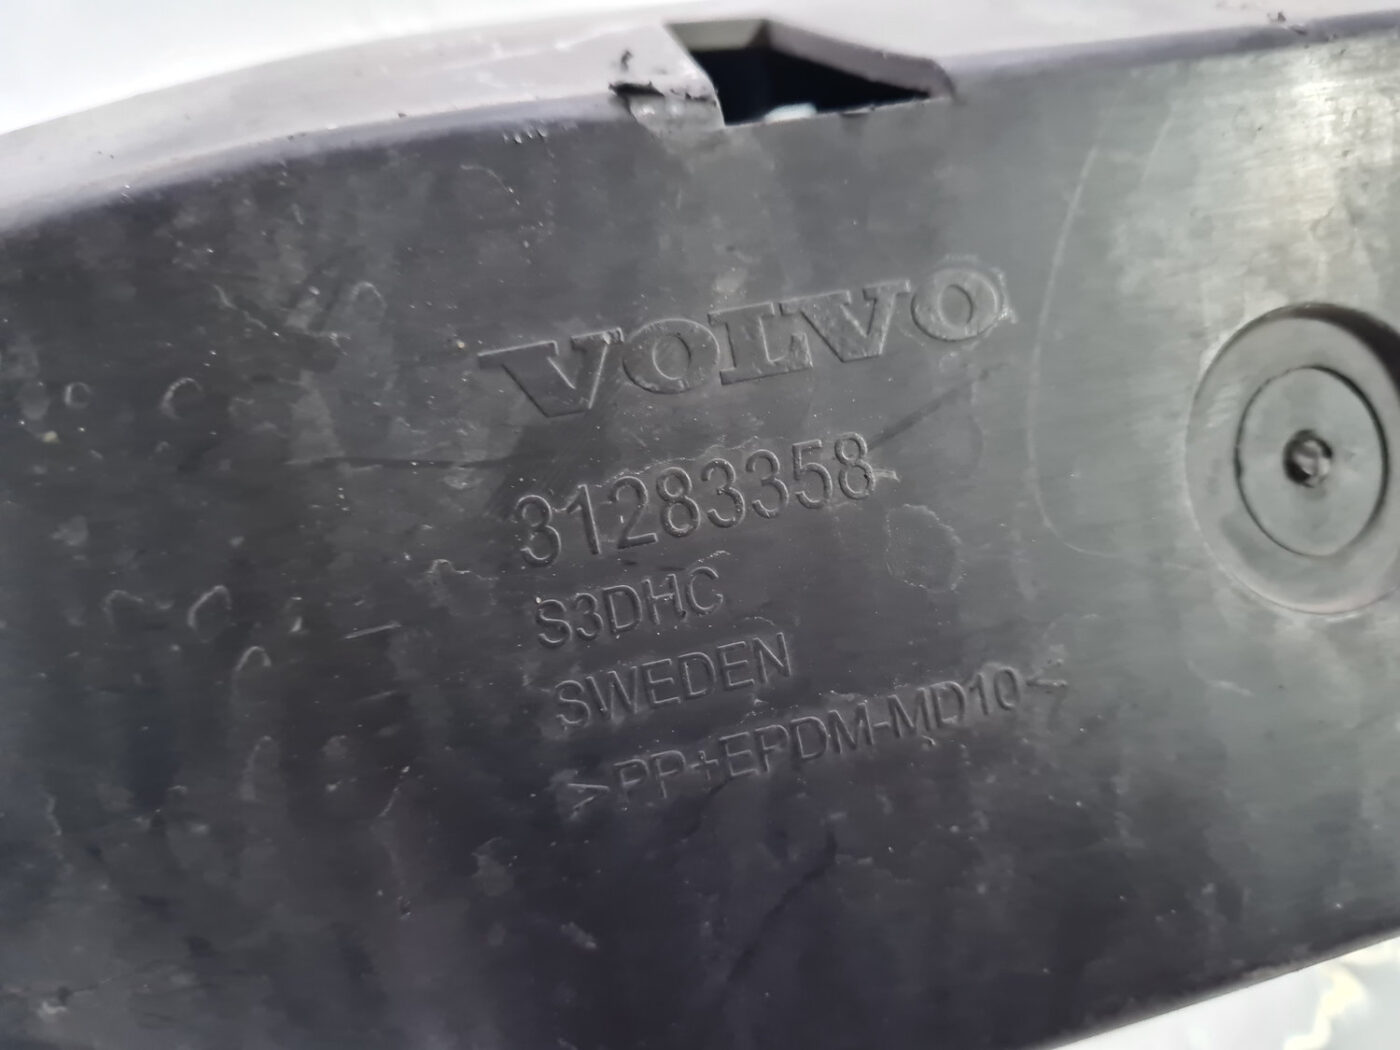 VOLVO
31283358
S3DHC
SWEDEN
>PP+EPDM-MD10<